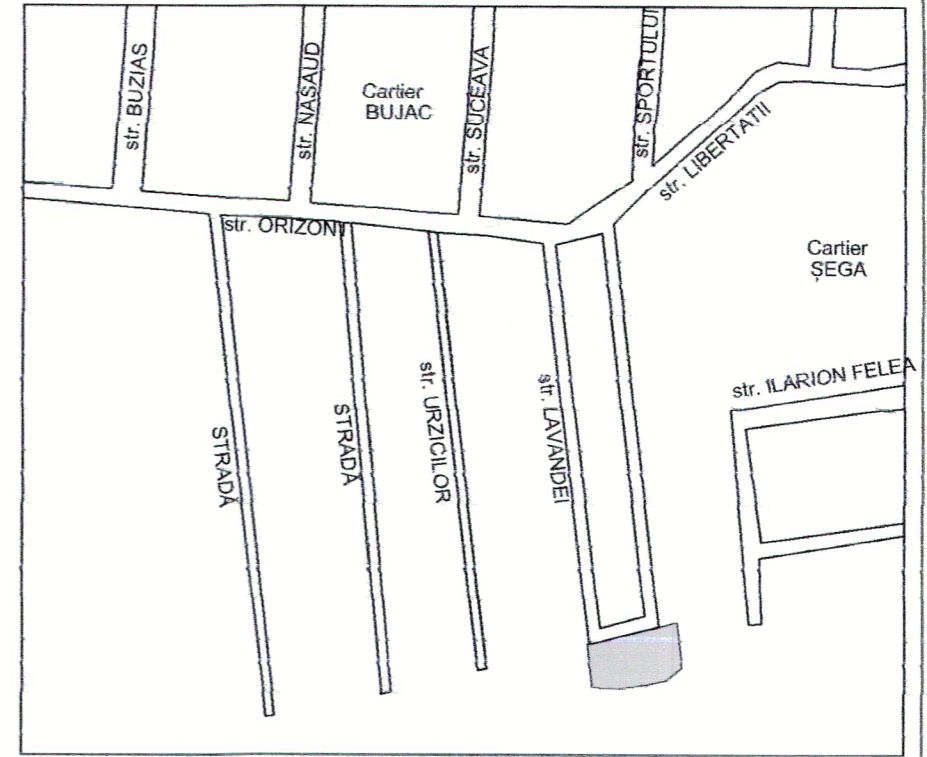 str. BUZIAS
str. NASAUD
Cartier
BUJAC
str. SUCEAVA
str. SPORTULUI
str. LIBERTATII
str. ORIZONT
Cartier
ȘEGA
str. ILARION FELEA
STRADĂ
STRADĂ
str. URZICILOR
str. LAVANDEI